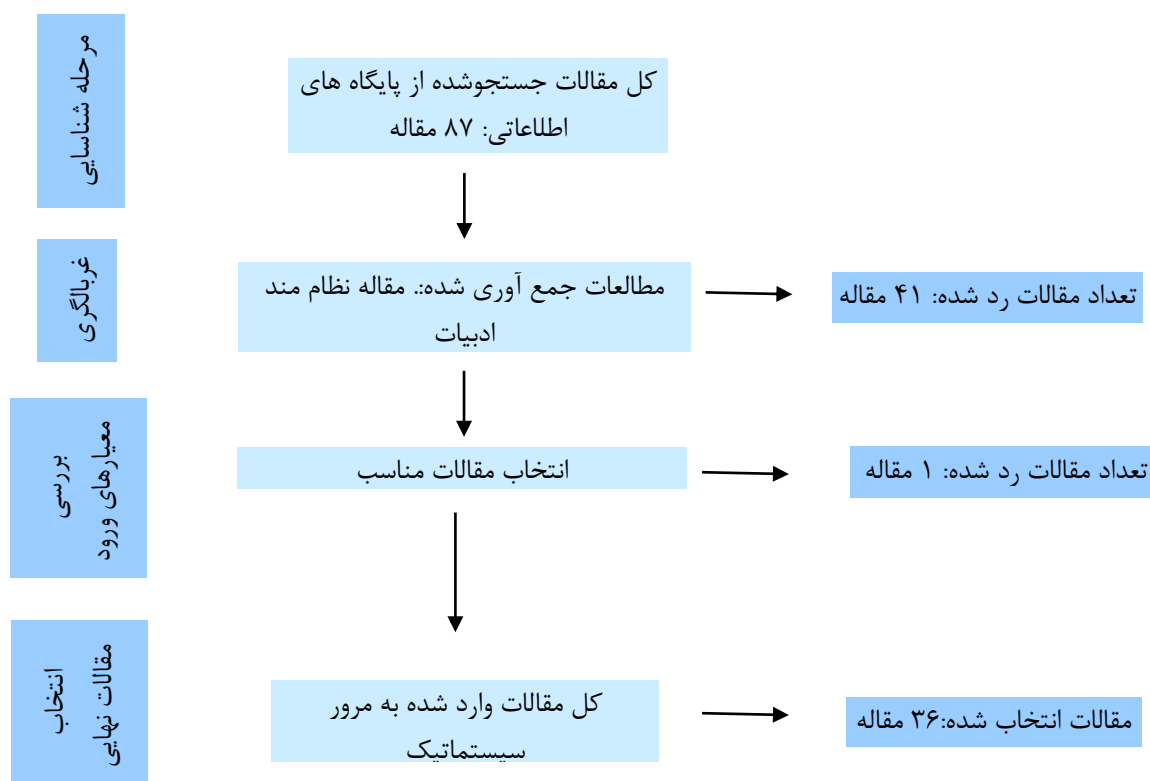 مرحله شناسایی
کل مقالات جستجوشده از پایگاه های
اطلاعاتی: ۸۷ مقاله
غربالگری
مطالعات جمع آوری شده:. مقاله نظام مند
ادبیات
تعداد مقالات رد شده: ۴۱ مقاله
بررسی
معیارهای ورود
انتخاب مقالات مناسب
تعداد مقالات رد شده: ۱ مقاله
انتخاب
مقالات نهایی
کل مقالات وارد شده به مرور
سیستماتیک
مقالات انتخاب شده:۳۶ مقاله